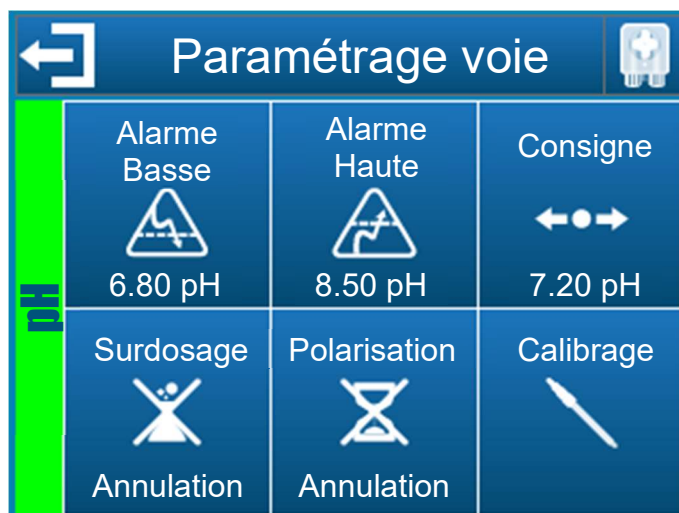 Paramétrage voie
pH
Alarme
Basse
6.80 pH
Alarme
Haute
8.50 pH
Consigne
7.20 pH
Surdosage
Annulation
Polarisation
Annulation
Calibrage